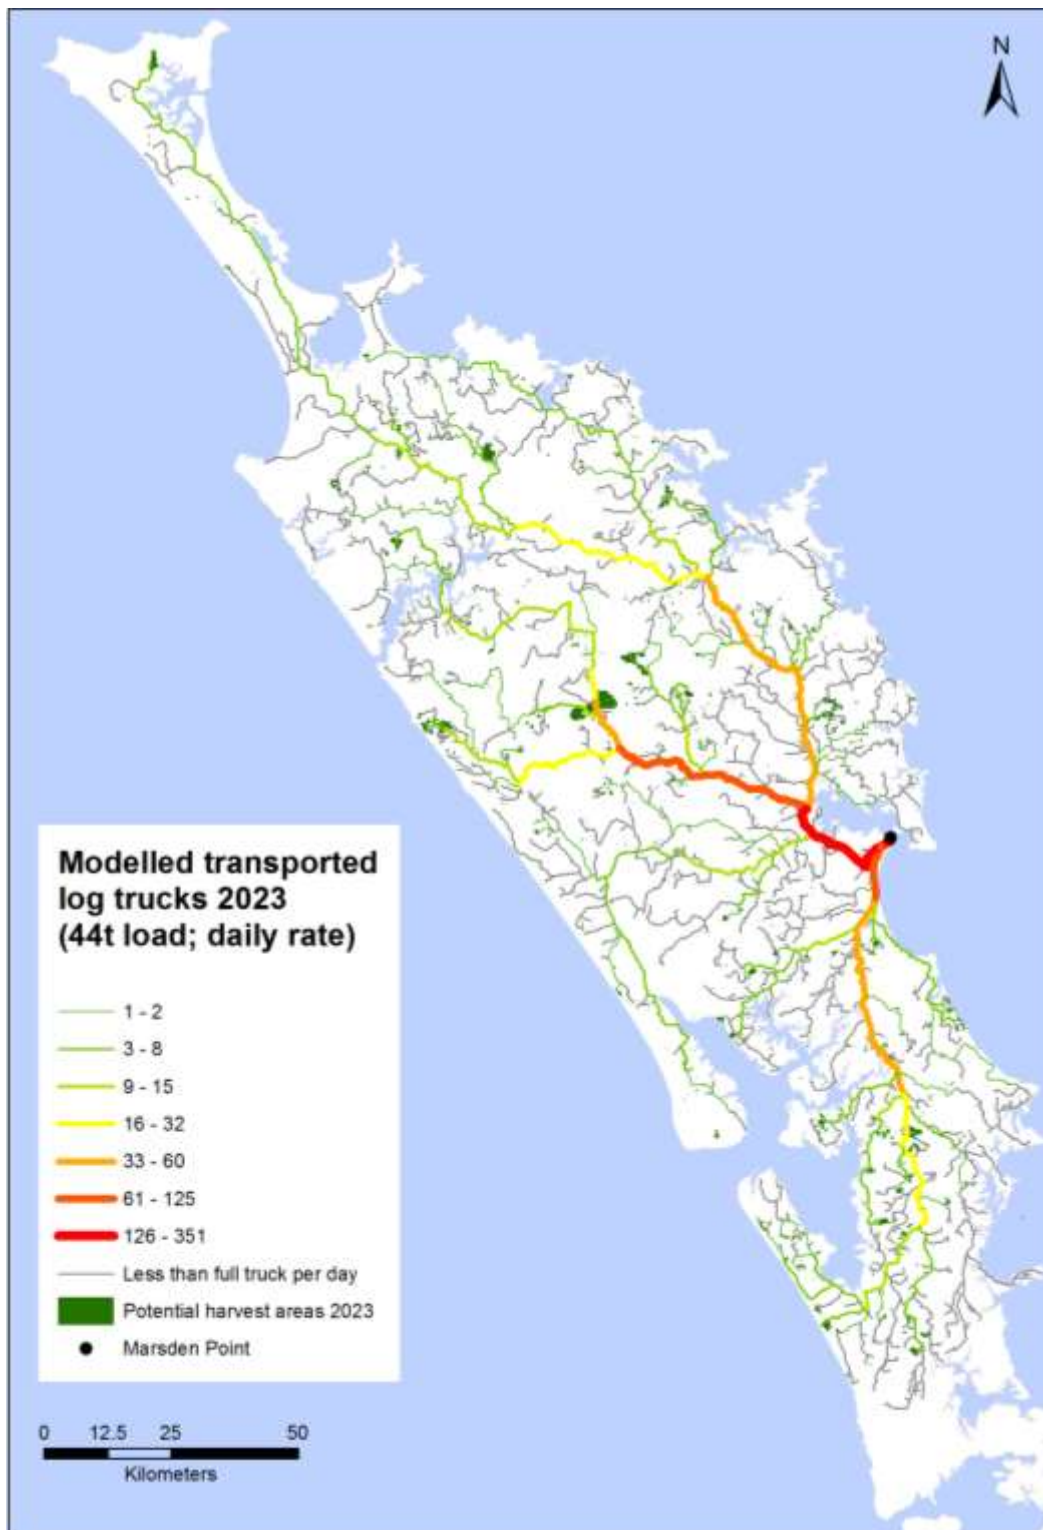 N
Modelled transported
log trucks 2023
(44t load; daily rate)
1 - 2
3 - 8
9 - 15
16 - 32
33 - 60
61 - 125
126 - 351
Less than full truck per day
Potential harvest areas 2023
Marsden Point
0 12.5 25 50
Kilometers